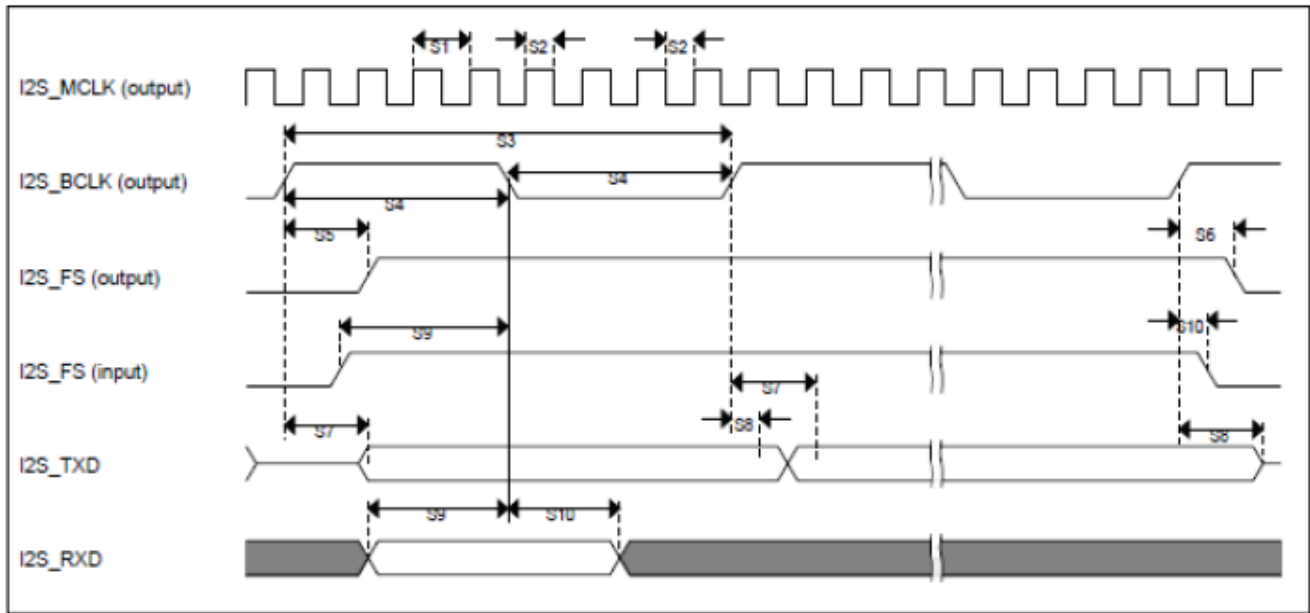 S1 S2 S2
I2S_MCLK (output)
S3
I2S_BCLK (output)
S4
S4
S5 S6
I2S_FS (output)
S9 S10
I2S_FS (input)
S7
S7 S8 S8
I2S_TXD
S9 S10
I2S_RXD